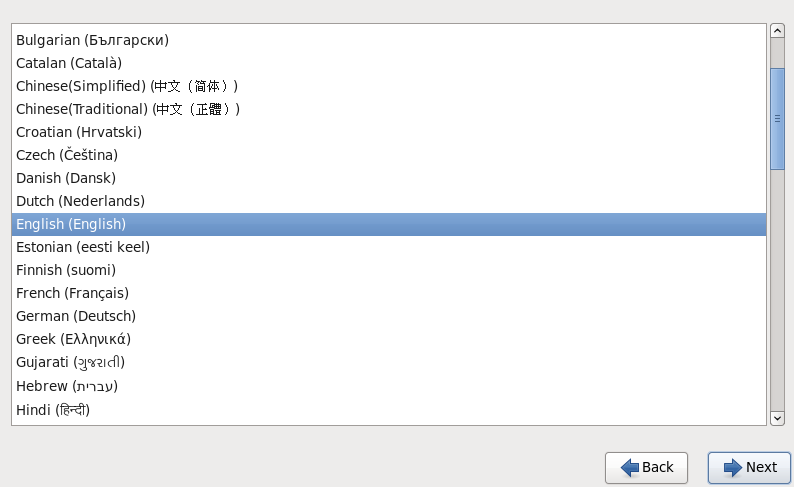 Bulgarian (Български)
Catalan (Català)
Chinese(Simplified) (中文（简体）)
Chinese(Traditional) (中文（正體）)
Croatian (Hrvatski)
Czech (Čeština)
Danish (Dansk)
Dutch (Nederlands)
English (English)
Estonian (eesti keel)
Finnish (suomi)
French (Français)
German (Deutsch)
Greek (Ελληνικά)
Gujarati (ગુજરાતી)
Hebrew (עברית)
Hindi (हिन्दी)
Back Next